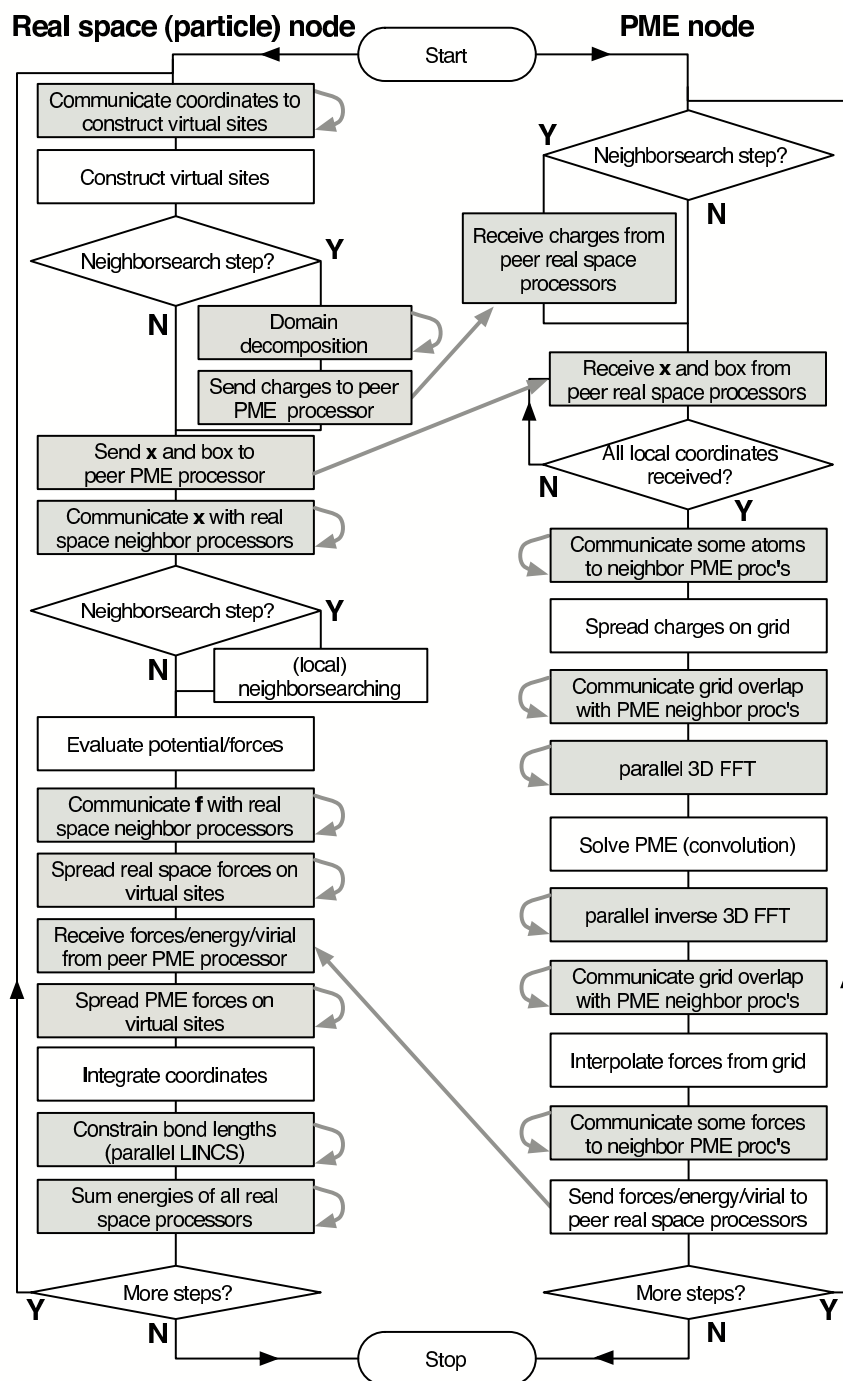 Real space (particle) node
PME node
Start
Communicate coordinates to
construct virtual sites
Construct virtual sites
Neighborsearch step?
Y
N
Domain
decomposition
Send charges to peer
PME processor
Send x and box to
peer PME processor
Communicate x with real
space neighbor processors
Neighborsearch step?
Y
N
(local)
neighborsearching
Evaluate potential/forces
Communicate f with real
space neighbor processors
Spread real space forces on
virtual sites
Receive forces/energy/virial
from peer PME processor
Spread PME forces on
virtual sites
Integrate coordinates
Constrain bond lengths
(parallel LINCS)
Sum energies of all real
space processors
More steps?
Y
N
Y
Neighborsearch step?
N
Receive charges from
peer real space
processors
Receive x and box from
peer real space processors
All local coordinates
received?
N
Y
Communicate some atoms
to neighbor PME proc's
Spread charges on grid
Communicate grid overlap
with PME neighbor proc's
parallel 3D FFT
Solve PME (convolution)
parallel inverse 3D FFT
Communicate grid overlap
with PME neighbor proc's
Interpolate forces from grid
Communicate some forces
to neighbor PME proc's
Send forces/energy/virial to
peer real space processors
More steps?
Y
N
Stop